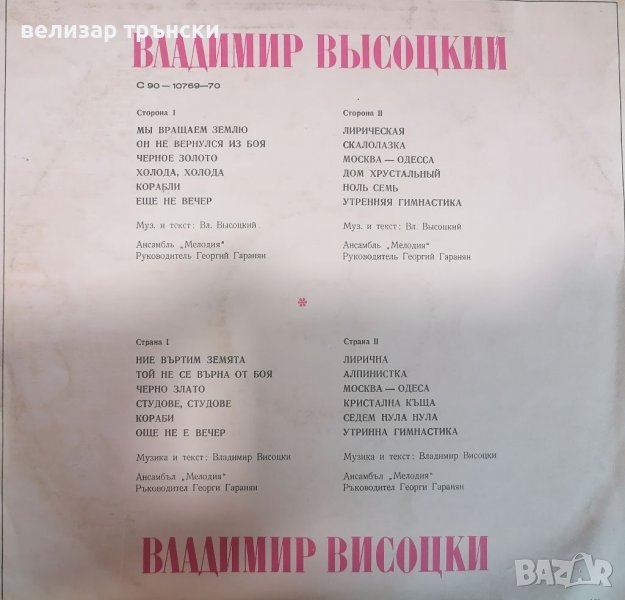 велизар трънски
ВЛАДИМИР ВЫСОЦКИЙ
С 90 — 10769—70
Сторона I
МЫ ВРАЩАЕМ ЗЕМЛЮ
ОН НЕ ВЕРНУЛСЯ ИЗ БОЯ
ЧЕРНОЕ ЗОЛОТО
ХОЛОДА, ХОЛОДА
КОРАБЛИ
ЕЩЕ НЕ ВЕЧЕР
Муз. и текст: Вл. Высоцкий
Ансамбль „Мелодия"
Руководитель Георгий Гаранян
Сторона II
ЛИРИЧЕСКАЯ
СКАЛОЛАЗКА
МОСКВА — ОДЕССА
ДОМ ХРУСТАЛЬНЫЙ
НОЛЬ СЕМЬ
УТРЕННЯЯ ГИМНАСТИКА
Муз. и текст: Вл. Высоцкий
Ансамбль „Мелодия"
Руководитель Георгий Гаранян
Страна I
НИЕ ВЪРТИМ ЗЕМЯТА
ТОЙ НЕ СЕ ВЪРНА ОТ БОЯ
ЧЕРНО ЗЛАТО
СТУДОВЕ, СТУДОВЕ
КОРАБИ
ОЩЕ НЕ Е ВЕЧЕР
Музика и текст: Владимир Висоцки
Ансамбъл „Мелодия"
Ръководител Георги Гаранян
Страна II
ЛИРИЧНА
АЛПИНИСТКА
МОСКВА — ОДЕСА
КРИСТАЛНА КЪЩА
СЕДЕМ НУЛА НУЛА
УТРИННА ГИМНАСТИКА
Музика и текст: Владимир Висоцки
Ансамбъл „Мелодия"
Ръководител Георги Гаранян
ВЛАДИМИР ВИСОЦКИ
BAZAR